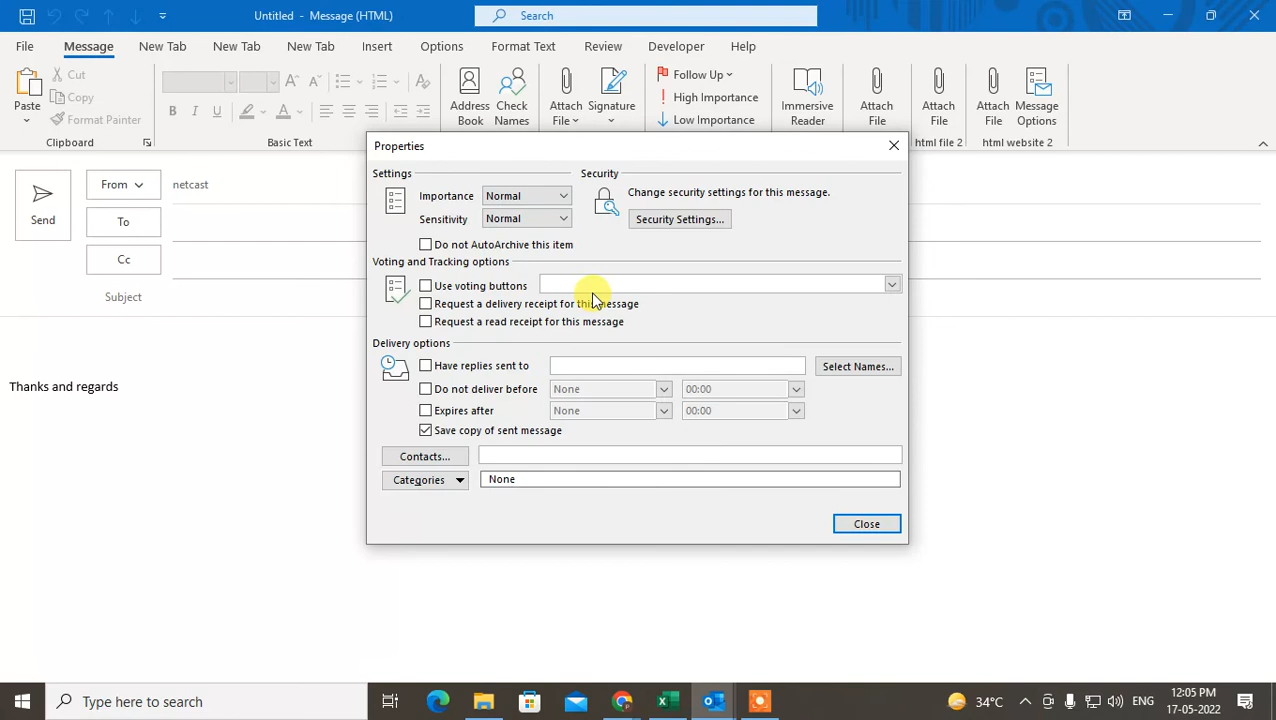 Untitled - Message (HTML)
Search
File Message New Tab New Tab New Tab Insert Options Format Text Review Developer Help
Paste
Cut
Copy
Format Painter
B I U A
Address Book
Check Names
Attach File
Signature
Follow Up
High Importance
Low Importance
Immersive Reader
Attach File
Attach File
Attach File
Message Options
Clipboard
Basic Text
html file 2
html website 2
Send
From
netcast
To
Cc
Subject
Thanks and regards
Properties
Settings
Security
Importance Normal
Sensitivity Normal
Change security settings for this message.
Security Settings...
Do not AutoArchive this item
Voting and Tracking options
Use voting buttons
Request a delivery receipt for this message
Request a read receipt for this message
Delivery options
Have replies sent to
Select Names...
Do not deliver before None 00:00
Expires after None 00:00
Save copy of sent message
Contacts...
Categories None
Close
Type here to search
34°C
ENG
12:05 PM
17-05-2022